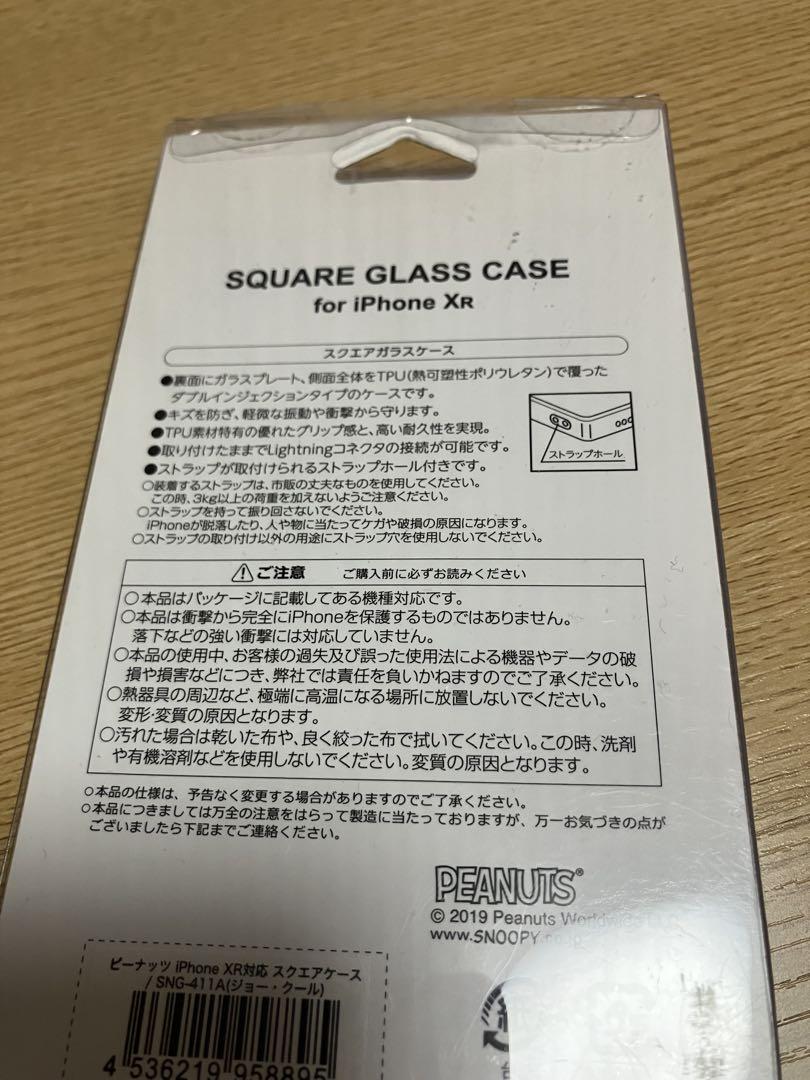 SQUARE GLASS CASE
for iPhone XR
スクエアガラスケース
●裏面にガラスプレート、側面全体をTPU(熱可塑性ポリウレタン)で覆った
ダブルインジェクションタイプのケースです。
●キズを防ぎ、軽微な振動や衝撃から守ります。
●TPU素材特有の優れたグリップ感と、高い耐久性を実現。
●取り付けたままでLightningコネクタの接続が可能です。
●ストラップが取付けられるストラップホール付きです。
ストラップホール
○装着するストラップは、市販の丈夫なものを使用してください。
この時、3kg以上の荷重を加えないようご注意ください。
○ストラップを持って振り回さないでください。
iPhoneが脱落したり、人や物に当たってケガや破損の原因になります。
○ストラップの取り付け以外の用途にストラップ穴を使用しないでください。
⚠ご注意 ご購入前に必ずお読みください
○本品はパッケージに記載してある機種対応です。
○本品は衝撃から完全にiPhoneを保護するものではありません。
落下などの強い衝撃には対応していません。
○本品の使用中、お客様の過失及び誤った使用法による機器やデータの破
損や損害などにつき、弊社では責任を負いかねますのでご了承ください。
○熱器具の周辺など、極端に高温になる場所に放置しないでください。
変形・変質の原因となります。
○汚れた場合は乾いた布や、良く絞った布で拭いてください。この時、洗剤
や有機溶剤などを使用しないでください。変質の原因となります。
○本品の仕様は、予告なく変更する場合がありますのでご了承ください。
○本品につきましては万全の注意をはらって製造に当たっておりますが、万一お気づきの点が
ございましたら下記までご連絡ください。
PEANUTS®
© 2019 Peanuts Worldwide
www.SNOOPY.co.jp
ピーナッツ iPhone XR対応 スクエアケース
/ SNG-411A(ジョー・クール)
4 536219 958895